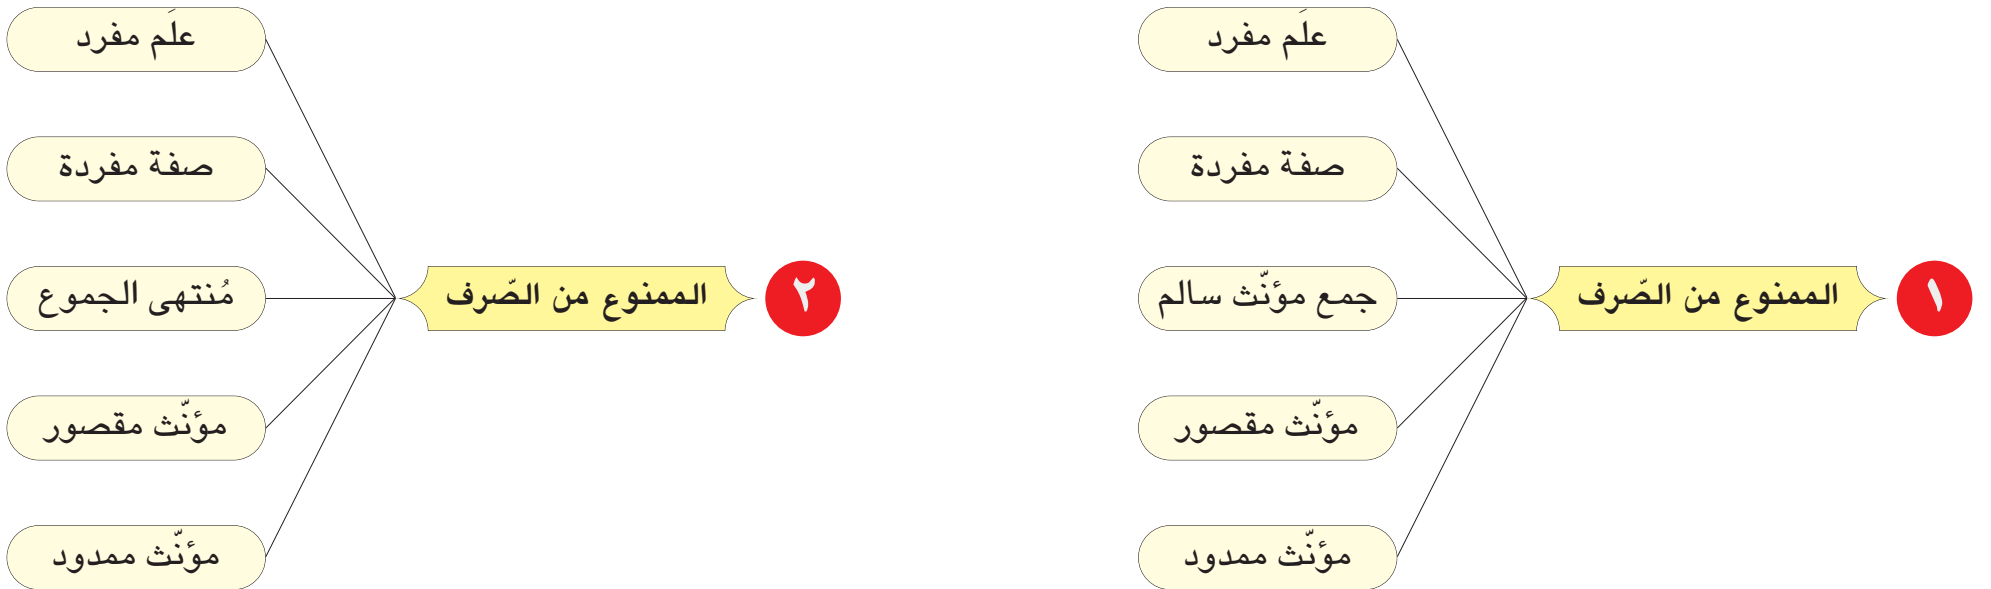 ١
الممنوع من الصّرف
علَم مفرد
صفة مفردة
جمع مؤنّث سالم
مؤنّث مقصور
مؤنّث ممدود
٢
الممنوع من الصّرف
علَم مفرد
صفة مفردة
مُنتهى الجموع
مؤنّث مقصور
مؤنّث ممدود